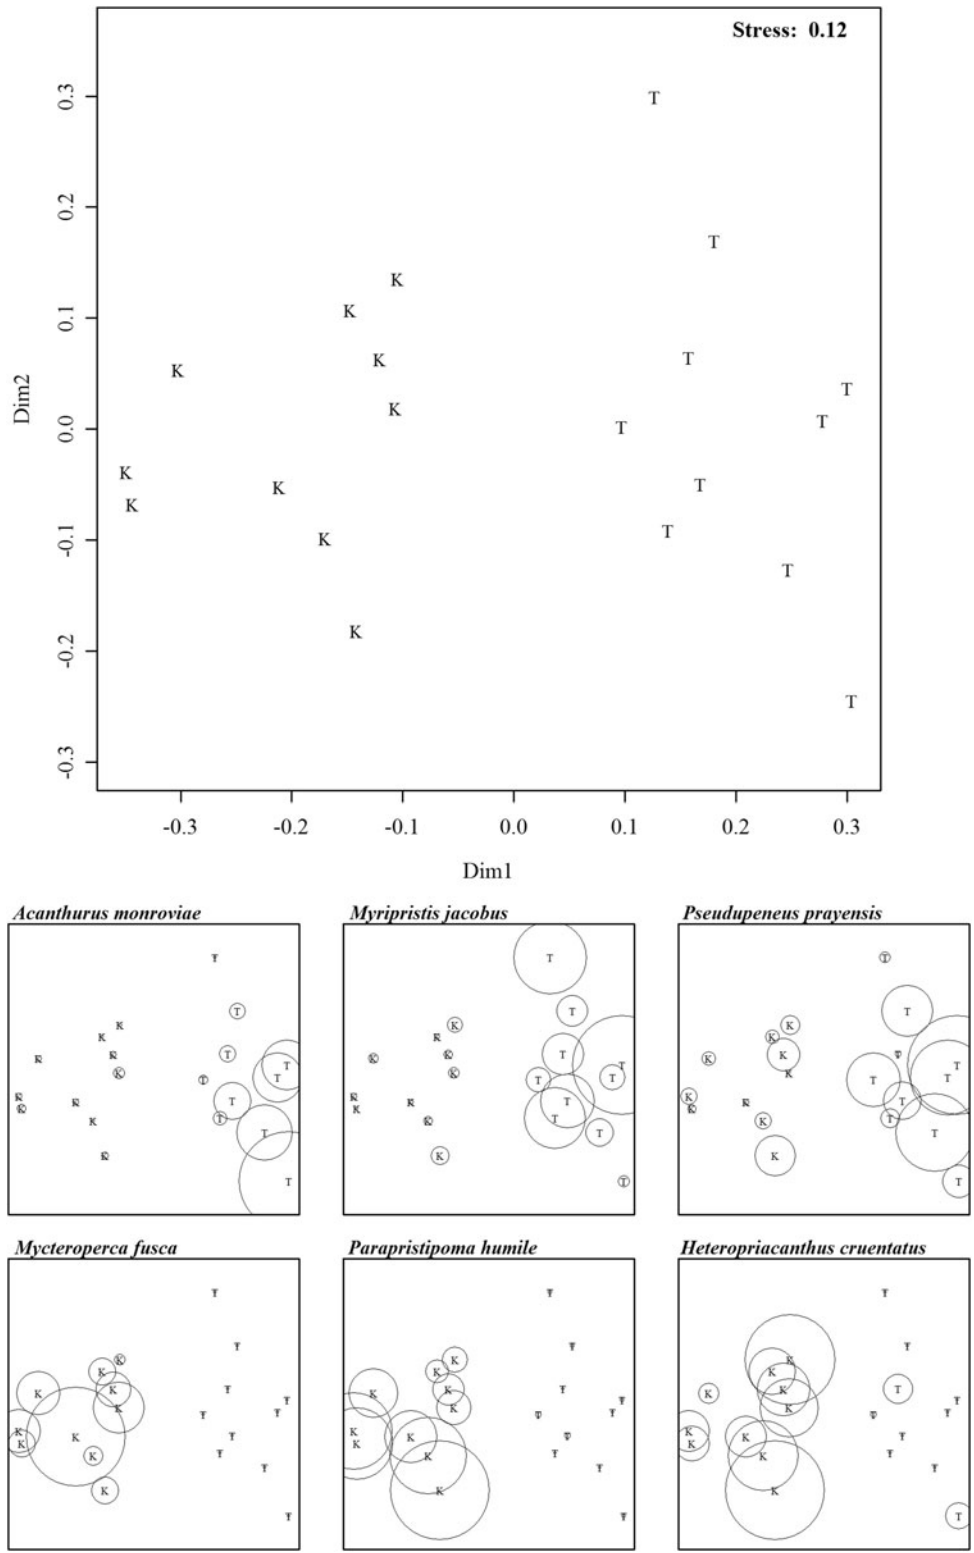 Stress: 0.12
T
0.3
T
0.2
K
K
0.1
T
K
K
T
K
T
Dim2
0.0
T
K
K
K
T
K
T
-0.1
T
K
-0.2
T
-0.3
-0.3 -0.2 -0.1 0.0 0.1 0.2 0.3
Dim1
Acanthurus monroviae Myripristis jacobus Pseudupeneus prayensis
Mycteroperca fusca Parapristipoma humile Heteropriacanthus cruentatus